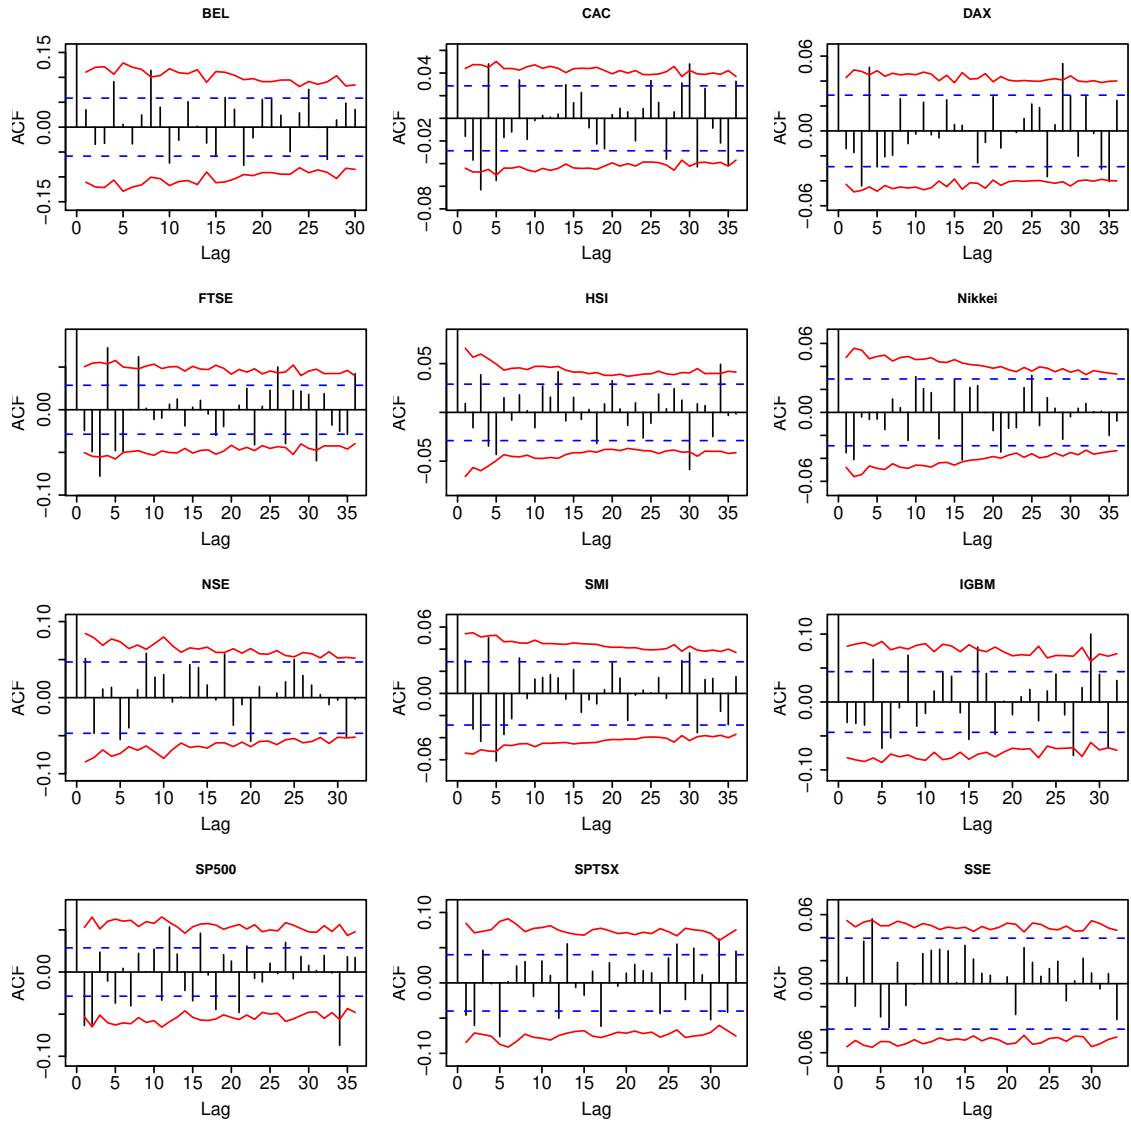 BEL
ACF
−0.15 0.00 0.15
0 5 10 15 20 25 30
Lag
CAC
ACF
−0.08 −0.02 0.04
0 5 10 15 20 25 30 35
Lag
DAX
ACF
−0.06 0.00 0.06
0 5 10 15 20 25 30 35
Lag
FTSE
ACF
−0.10 0.00
0 5 10 15 20 25 30 35
Lag
HSI
ACF
−0.05 0.05
0 5 10 15 20 25 30 35
Lag
Nikkei
ACF
−0.06 0.00 0.06
0 5 10 15 20 25 30 35
Lag
NSE
ACF
−0.10 0.00 0.10
0 5 10 15 20 25 30
Lag
SMI
ACF
−0.06 0.00 0.06
0 5 10 15 20 25 30 35
Lag
IGBM
ACF
−0.10 0.00 0.10
0 5 10 15 20 25 30
Lag
SP500
ACF
−0.10 0.00
0 5 10 15 20 25 30 35
Lag
SPTSX
ACF
−0.10 0.00 0.10
0 5 10 15 20 25 30
Lag
SSE
ACF
−0.06 0.00 0.06
0 5 10 15 20 25 30
Lag